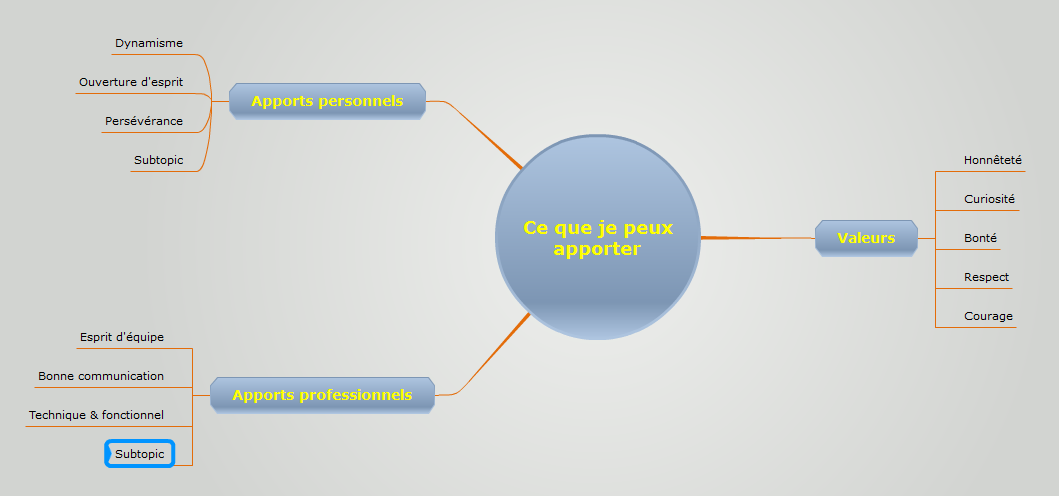 Dynamisme
Ouverture d'esprit
Persévérance
Subtopic
Apports personnels
Ce que je peux
apporter
Valeurs
Honnêteté
Curiosité
Bonté
Respect
Courage
Apports professionnels
Esprit d'équipe
Bonne communication
Technique & fonctionnel
Subtopic